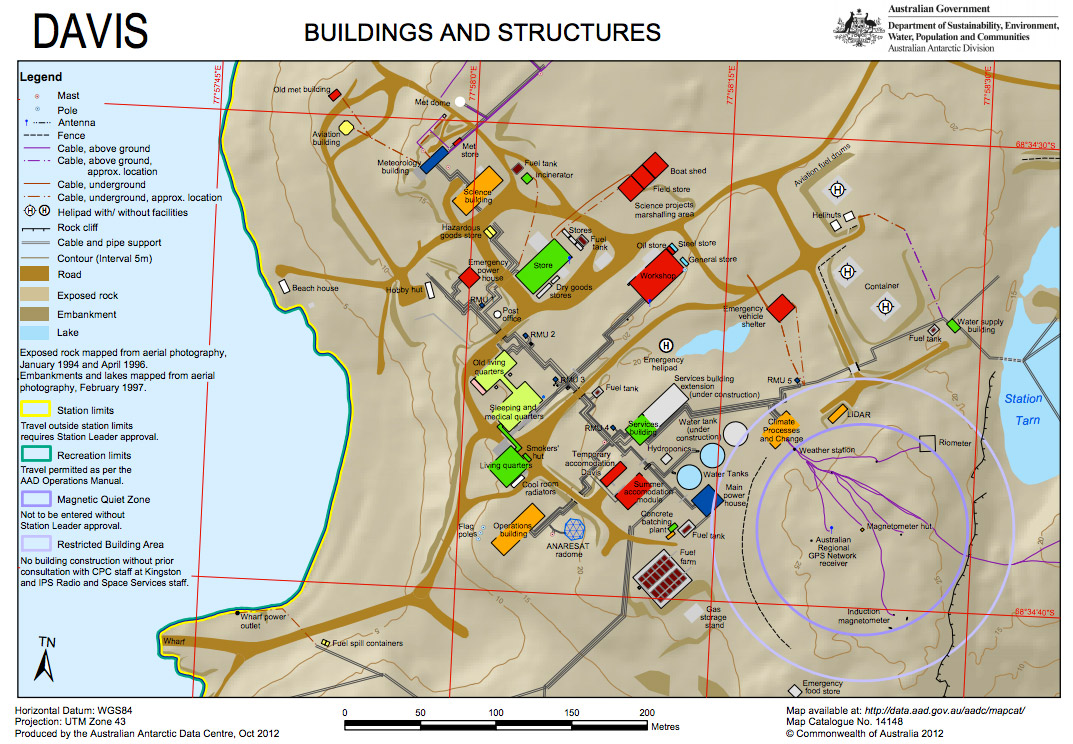 DAVIS
BUILDINGS AND STRUCTURES
Australian Government
Department of Sustainability, Environment,
Water, Population and Communities
Australian Antarctic Division
Legend
Mast
Pole
Antenna
Fence
Cable, above ground
Cable, above ground,
approx. location
Cable, underground
Cable, underground, approx. location
Helipad with/ without facilities
Rock cliff
Cable and pipe support
Contour (Interval 5m)
Road
Exposed rock
Embankment
Lake
Exposed rock mapped from aerial photography,
January 1994 and April 1996.
Embankments and lakes mapped from aerial
photography, February 1997.
Station limits
Travel outside station limits
requires Station Leader approval.
Recreation limits
Travel permitted as per the
AAD Operations Manual.
Magnetic Quiet Zone
Not to be entered without
Station Leader approval.
Restricted Building Area
No building construction without prior
consultation with CPC staff at Kingston
and IPS Radio and Space Services staff.
TN
77°57'45"E
77°58'0"E
77°58'15"E
77°58'30"E
68°34'30"S
68°34'40"S
Old met building
Met dome
Aviation
building
Met
store
Meteorology
building
Fuel tank
incinerator
Science
building
Boat shed
Field store
Science projects
marshalling area
Aviation fuel drums
H
Helihuts
Hazardous
goods store
Stores
Fuel
tank
Oil store
Steel store
General store
Store
Workshop
Emergency
power
house
Dry goods
stores
H
Container
H
Beach house
Hobby hut
RMU 1
Post
office
Emergency
vehicle
shelter
Water supply
building
Fuel tank
RMU 2
H
Emergency
helipad
Old living
quarters
RMU 3
Fuel tank
Services building
extension
(under construction)
RMU 5
Station
Tarn
Sleeping and
medical quarters
RMU 4
Services
building
Water tank
(under
construction)
Climate
Processes
and Change
LIDAR
Smokers'
hut
Hydroponics
Weather station
Riometer
Living quarters
Temporary
accomodation
Davis
Water Tanks
Cool room
radiators
Summer
accomodation
module
Main
power
house
Flag
poles
Operations
building
ANARESAT
radome
Concrete
batching
plant
Fuel tank
Magnetometer hut
Australian
Regional
GPS Network
receiver
Fuel
farm
Gas
storage
stand
Induction
magnetometer
Wharf power
outlet
Wharf
Fuel spill containers
Emergency
food store
Horizontal Datum: WGS84
Projection: UTM Zone 43
Produced by the Australian Antarctic Data Centre, Oct 2012
0 50 100 150 200
Metres
Map available at: http://data.aad.gov.au/aadc/mapcat/
Map Catalogue No. 14148
© Commonwealth of Australia 2012